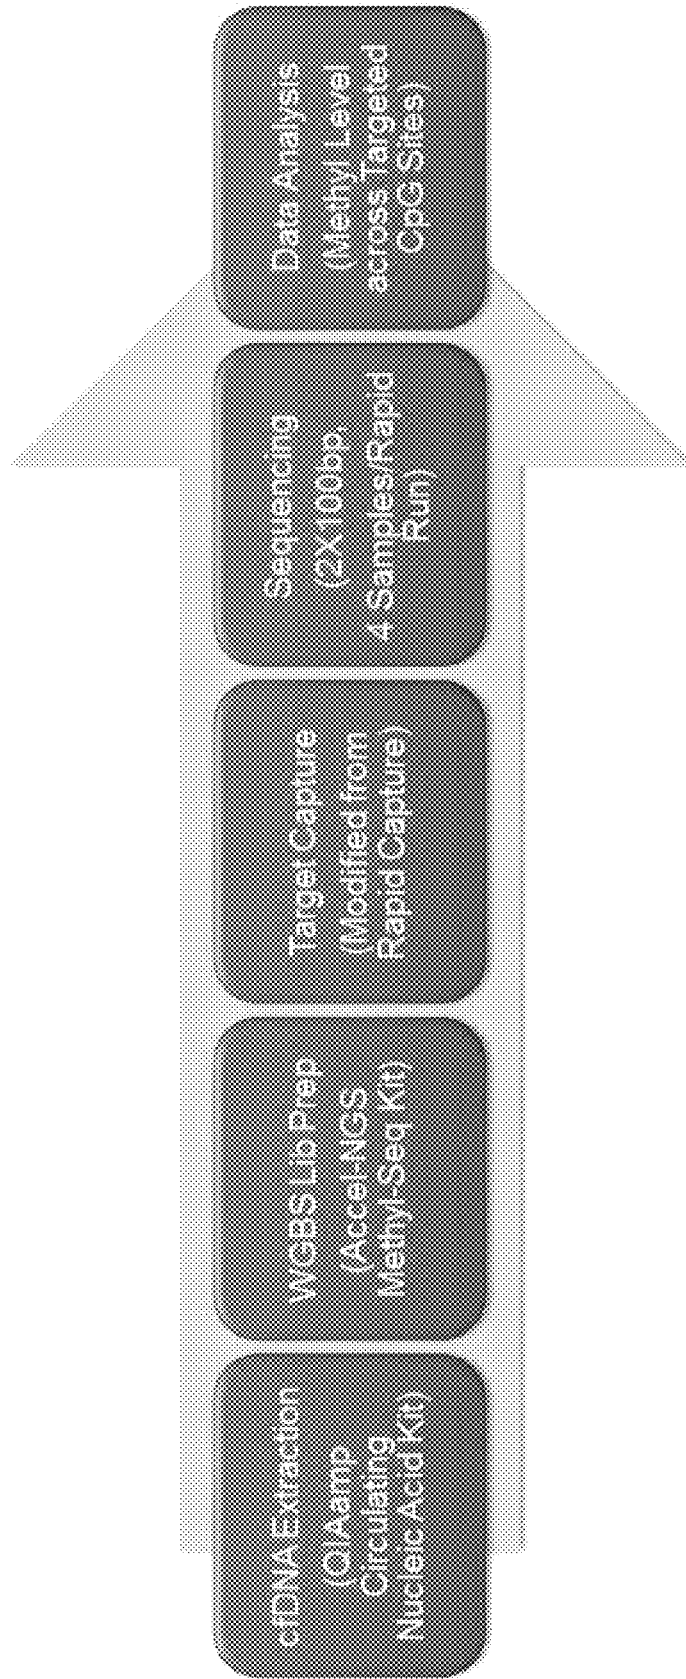 cfDNA Extraction
(QIAamp
Circulating
Nucleic Acid Kit)
WGBS Lib Prep
(Accel-NGS
Methyl-Seq Kit)
Target Capture
(Modified from
Rapid Capture)
Sequencing
(2X100bp,
4 Samples/Rapid
Run)
Data Analysis
(Methyl Level
across Targeted
CpG Sites)